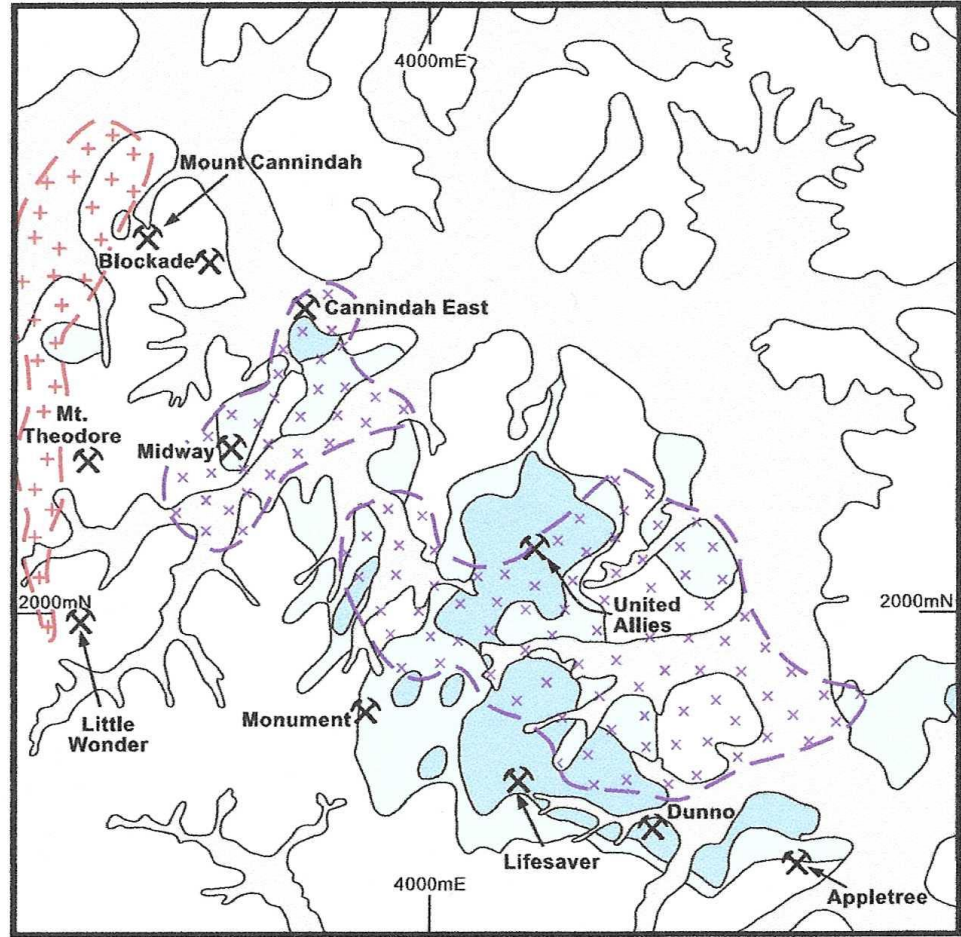 4000mE
Mount Cannindah
Blockade
Cannindah East
Mt.
Theodore
Midway
2000mN
2000mN
United
Allies
Little
Wonder
Monument
Dunno
Lifesaver
4000mE
Appletree